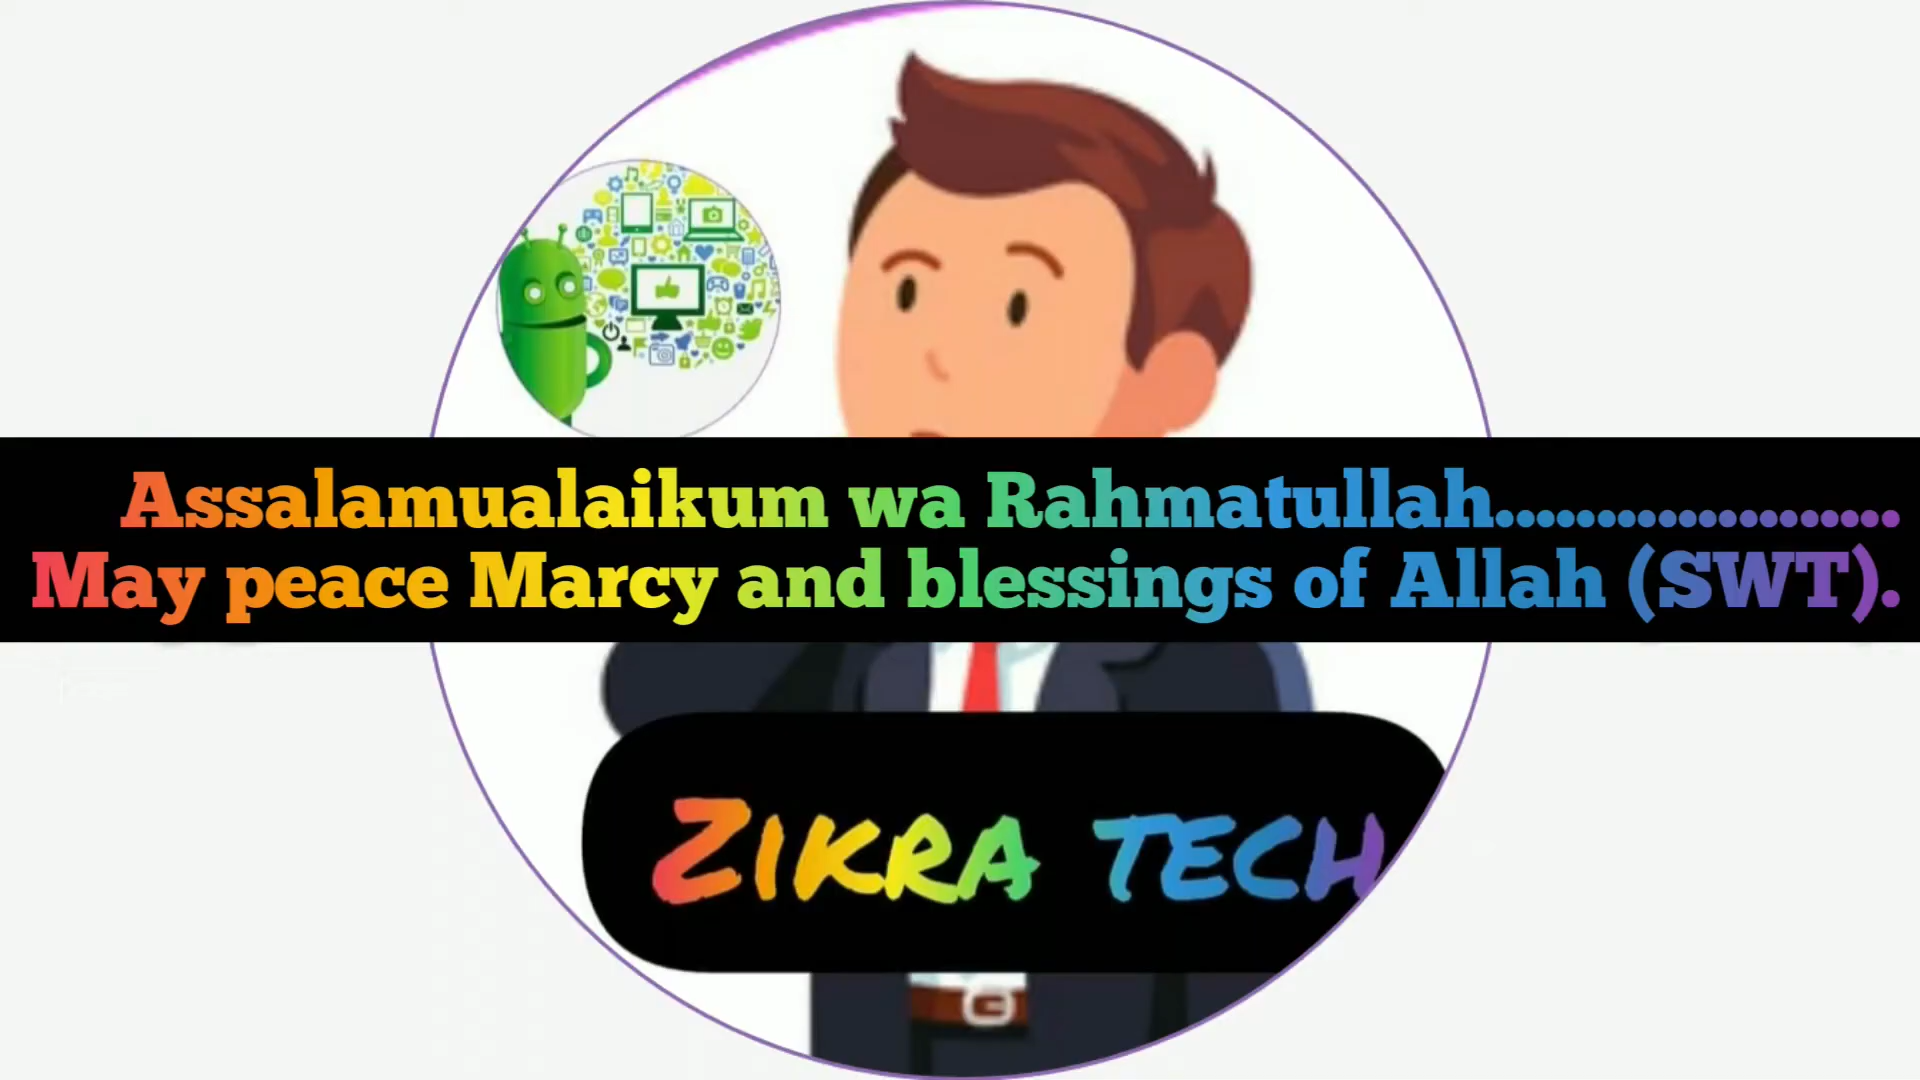 Assalamualaikum wa Rahmatullah....................
May peace Marcy and blessings of Allah (SWT).
Zikra tech